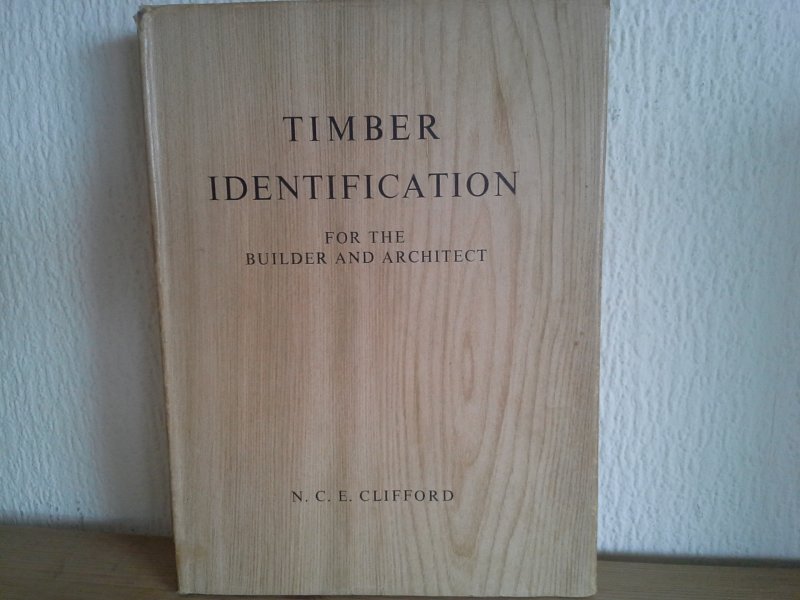 TIMBER
IDENTIFICATION
FOR THE
BUILDER AND ARCHITECT
N. C. E. CLIFFORD